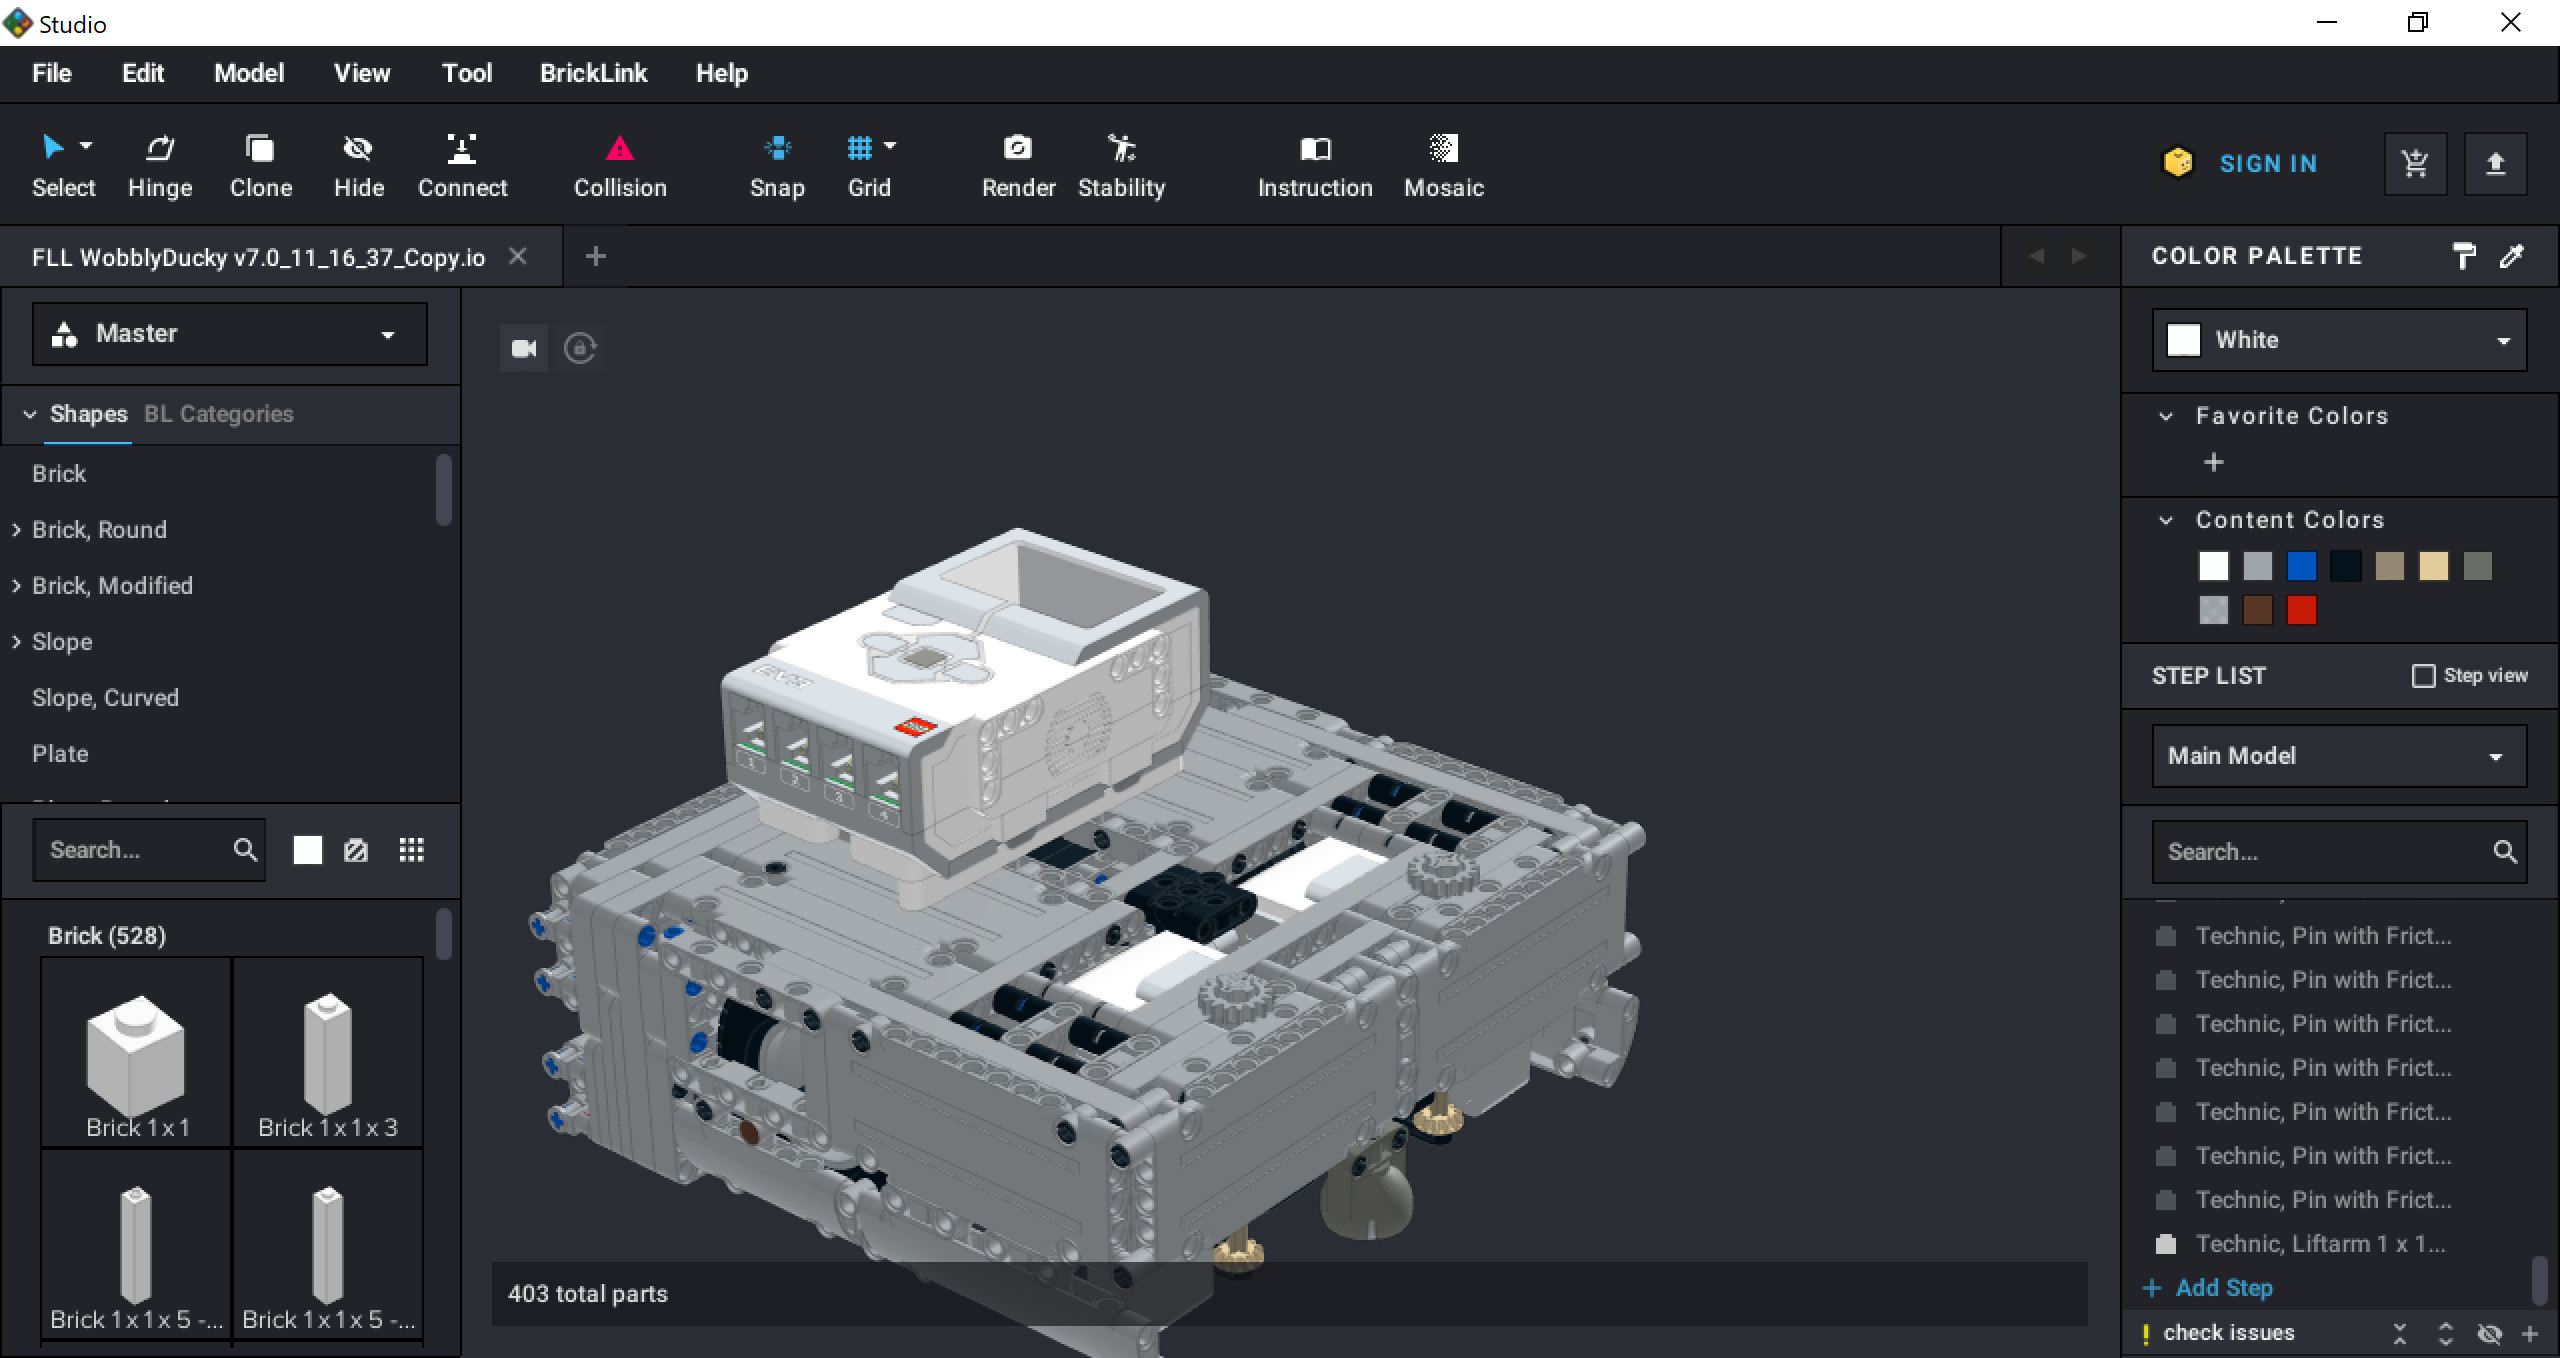 Studio
File Edit Model View Tool BrickLink Help
Select Hinge Clone Hide Connect Collision Snap Grid Render Stability Instruction Mosaic SIGN IN
FLL WobblyDucky v7.0_11_16_37_Copy.io
COLOR PALETTE
Master
White
Shapes BL Categories
Favorite Colors
Brick
Brick, Round
Content Colors
Brick, Modified
Slope
STEP LIST Step view
Slope, Curved
Plate
Main Model
Search...
Search...
EV3
1 2 3 4
Brick (528)
Brick 1 x 1
Brick 1 x 1 x 3
Brick 1 x 1 x 5 -...
Brick 1 x 1 x 5 -...
Technic, Pin with Frict...
Technic, Pin with Frict...
Technic, Pin with Frict...
Technic, Pin with Frict...
Technic, Pin with Frict...
Technic, Pin with Frict...
Technic, Pin with Frict...
Technic, Liftarm 1 x 1...
Add Step
403 total parts
check issues